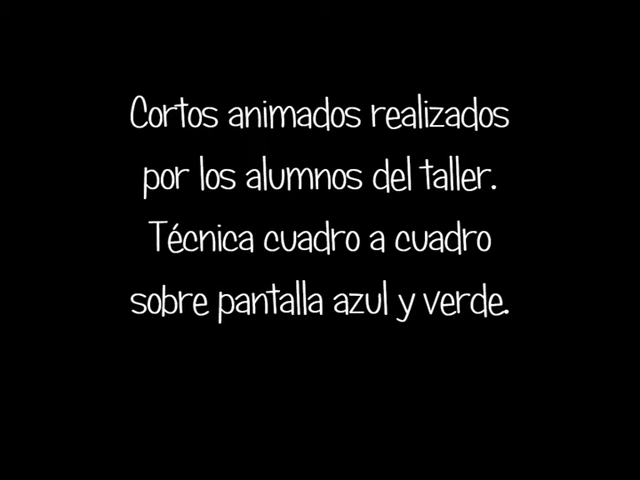 Cortos animados realizados
por los alumnos del taller.
Técnica cuadro a cuadro
sobre pantalla azul y verde.